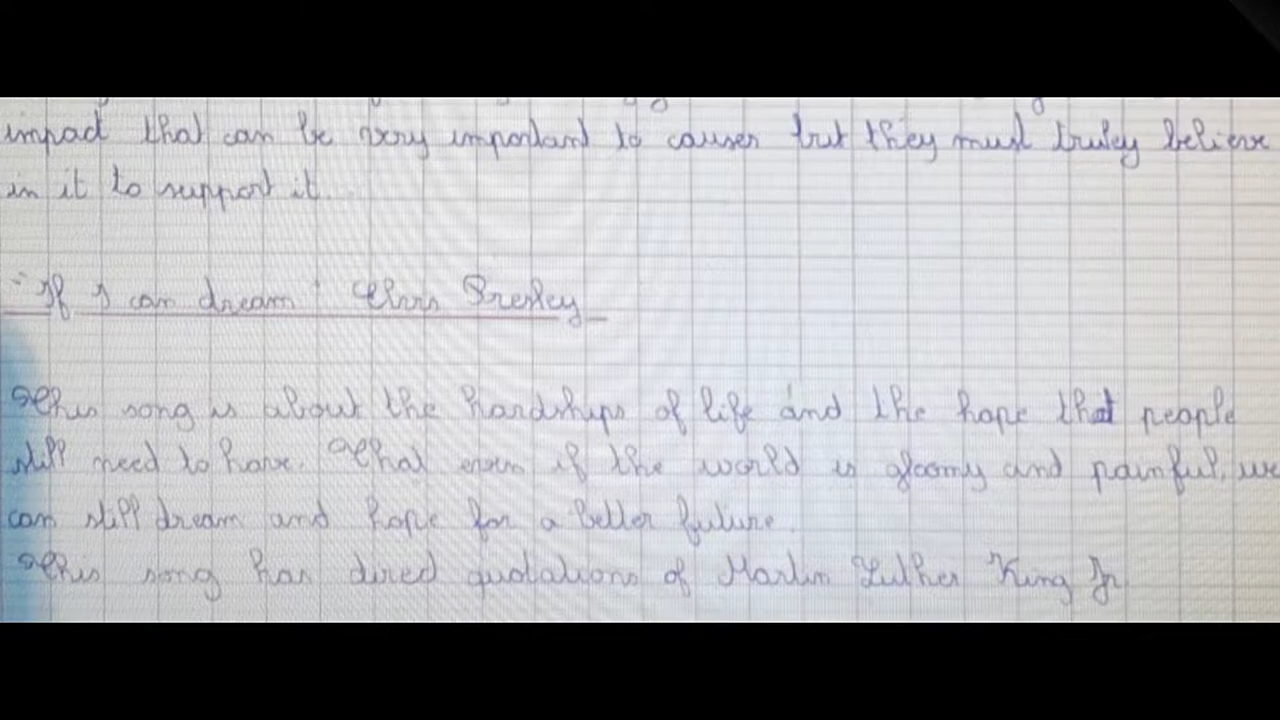 impact that can be very important to causes but they must truley believe
in it to support it.
"If I can dream" Elvis Presley
This song is about the hardships of life and the hope that people
still need to have. That even if the world is gloomy and painful, we
can still dream and hope for a better future.
This song has direct quotations of Martin Luther King Jr